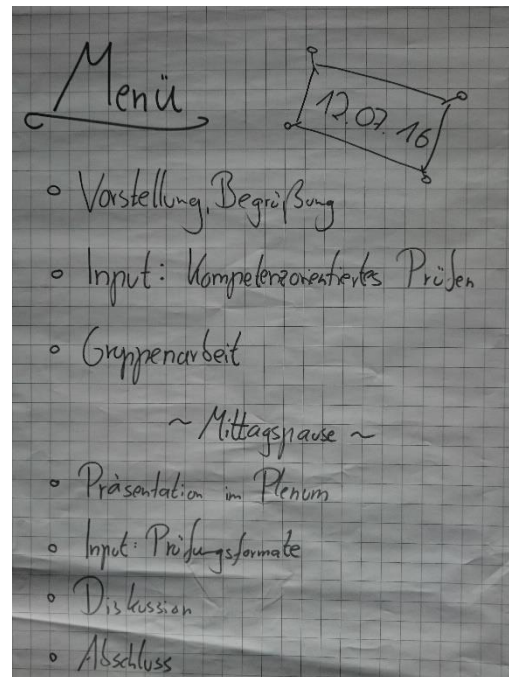 Menü
12.07.16
• Vorstellung, Begrüßung
• Input: Kompetenzorientiertes Prüfen
• Gruppenarbeit
~ Mittagspause ~
• Präsentation im Plenum
• Input: Prüfungsformate
• Diskussion
• Abschluss